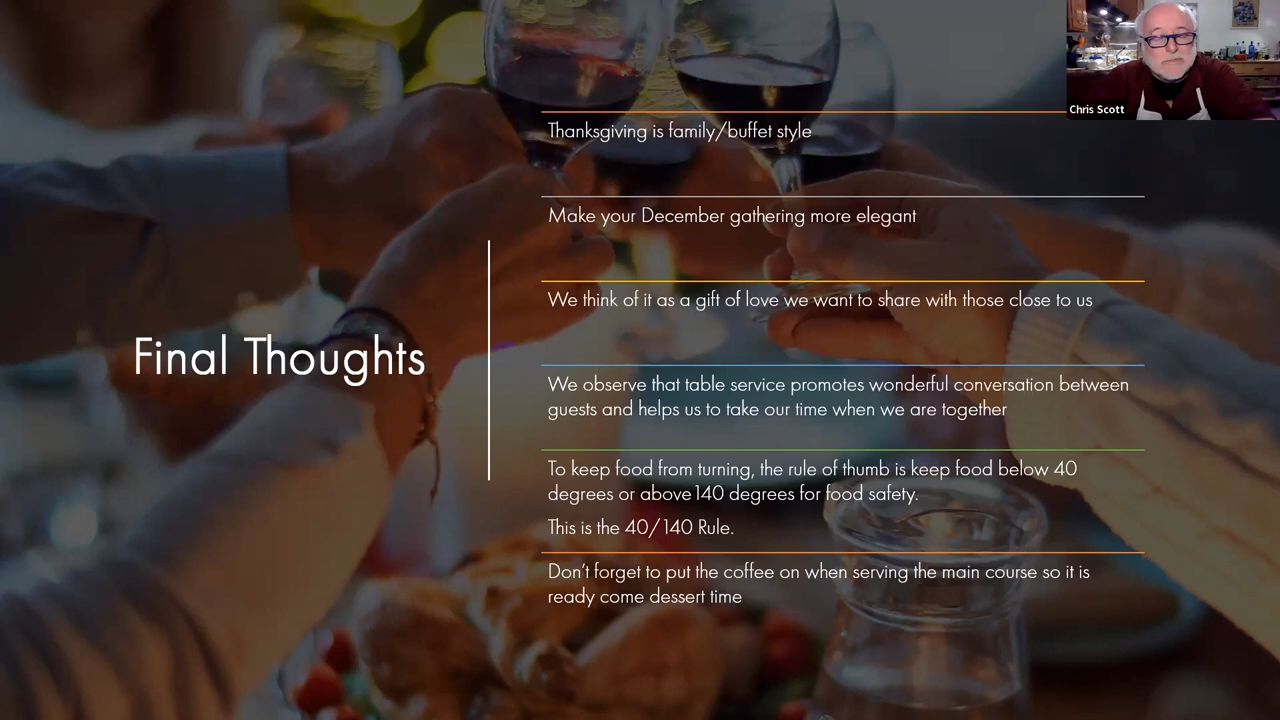 Chris Scott
Thanksgiving is family/buffet style
Make your December gathering more elegant
We think of it as a gift of love we want to share with those close to us
Final Thoughts
We observe that table service promotes wonderful conversation between
guests and helps us to take our time when we are together
To keep food from turning, the rule of thumb is keep food below 40
degrees or above 140 degrees for food safety.
This is the 40/140 Rule.
Don't forget to put the coffee on when serving the main course so it is
ready come dessert time